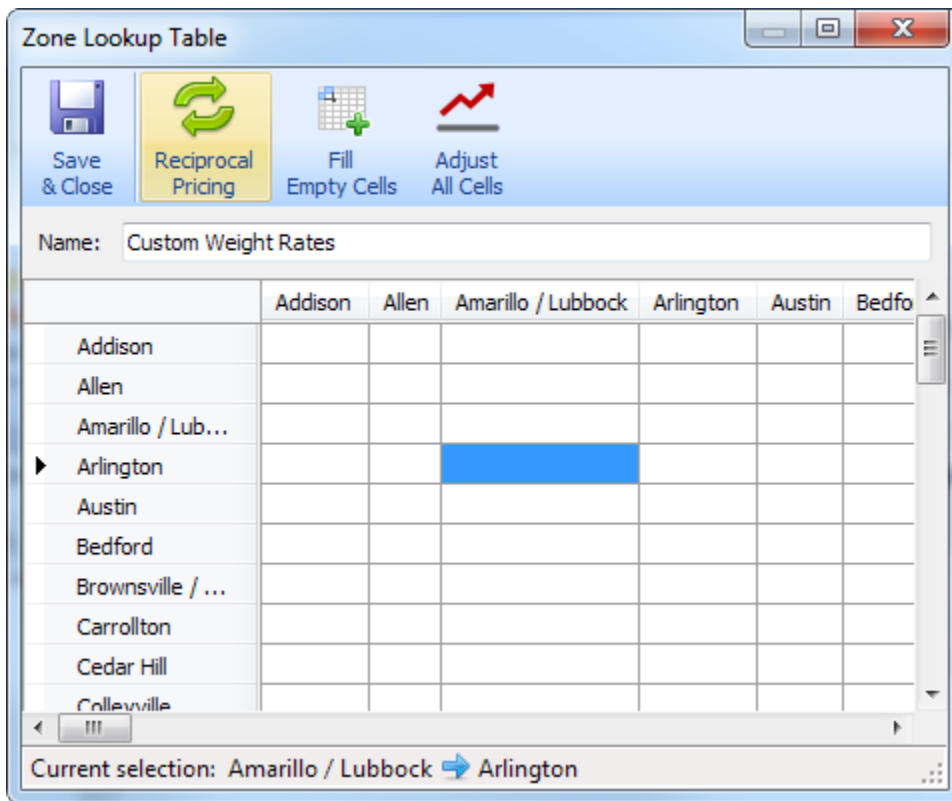 Zone Lookup Table
Save & Close
Reciprocal Pricing
Fill Empty Cells
Adjust All Cells
Name: Custom Weight Rates
Addison Allen Amarillo / Lubbock Arlington Austin Bedfo
Addison
Allen
Amarillo / Lub...
Arlington
Austin
Bedford
Brownsville / ...
Carrollton
Cedar Hill
Colleyville
Current selection: Amarillo / Lubbock Arlington